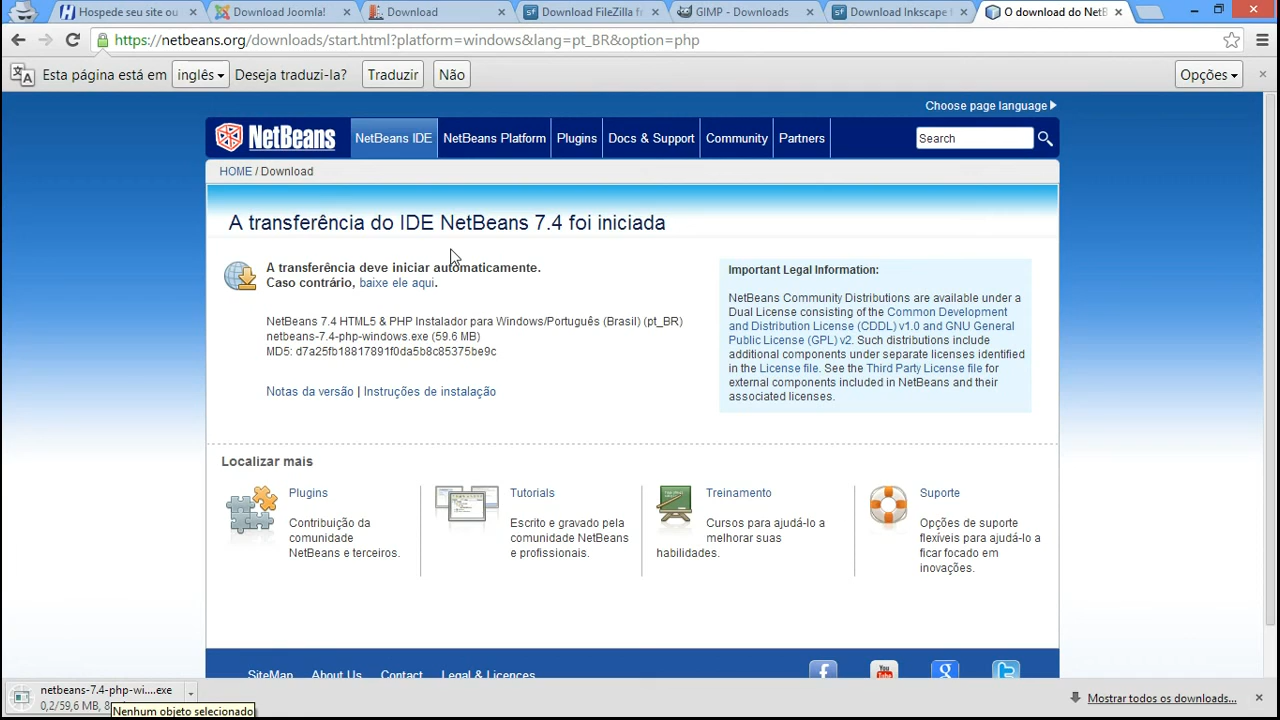 Hospede seu site ou
Download Joomla!
Download
Download FileZilla f
GIMP - Downloads
Download Inkscape
O download do NetB
https://netbeans.org/downloads/start.html?platform=windows&lang=pt_BR&option=php
Esta página está em inglês Deseja traduzi-la? Traduzir Não Opções
Choose page language
NetBeans NetBeans IDE NetBeans Platform Plugins Docs & Support Community Partners Search
HOME / Download
A transferência do IDE NetBeans 7.4 foi iniciada
A transferência deve iniciar automaticamente.
Caso contrário, baixe ele aqui.
NetBeans 7.4 HTML5 & PHP Instalador para Windows/Português (Brasil) (pt_BR)
netbeans-7.4-php-windows.exe (59.6 MB)
MD5: d7a25fb18817891f0da5b8c85375be9c
Notas da versão | Instruções de instalação
Important Legal Information:
NetBeans Community Distributions are available under a
Dual License consisting of the Common Development
and Distribution License (CDDL) v1.0 and GNU General
Public License (GPL) v2. Such distributions include
additional components under separate licenses identified
in the License file. See the Third Party License file for
external components included in NetBeans and their
associated licenses.
Localizar mais
Plugins
Contribuição da
comunidade
NetBeans e terceiros.
Tutorials
Escrito e gravado pela
comunidade NetBeans
e profissionais.
Treinamento
Cursos para ajudá-lo a
melhorar suas
habilidades.
Suporte
Opções de suporte
flexíveis para ajudá-lo a
ficar focado em
inovações.
SiteMap About Us Contact Legal & Licences
netbeans-7.4-php-wi....exe
0,2/59,6 MB, 8
Nenhum objeto selecionado
Mostrar todos os downloads...